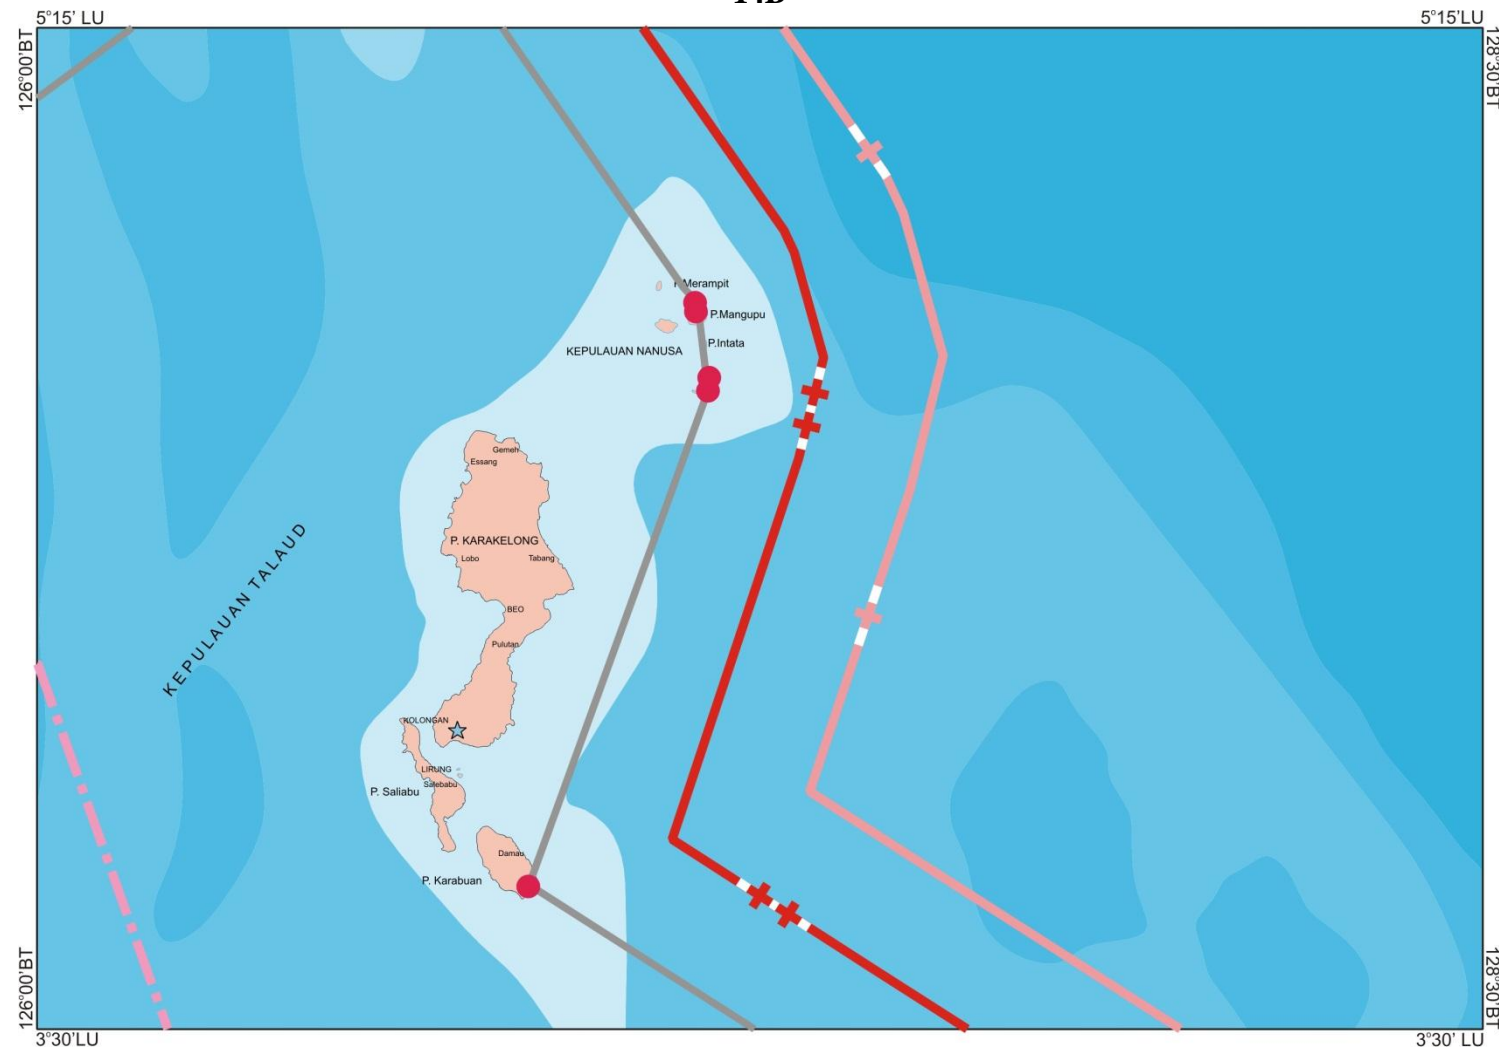 5°15' LU
5°15'LU
126°00'BT
128°30'BT
Merampit
P.Mangupu
P.Intata
KEPULAUAN NANUSA
Gemeh
Essang
P. KARAKELONG
Lobo
Tabang
BEO
KEPULAUAN TALAUD
Pulutan
KOLONGAN
LIRUNG
Salebabu
P. Saliabu
Damau
P. Karabuan
126°00'BT
128°30'BT
3°30'LU
3°30' LU